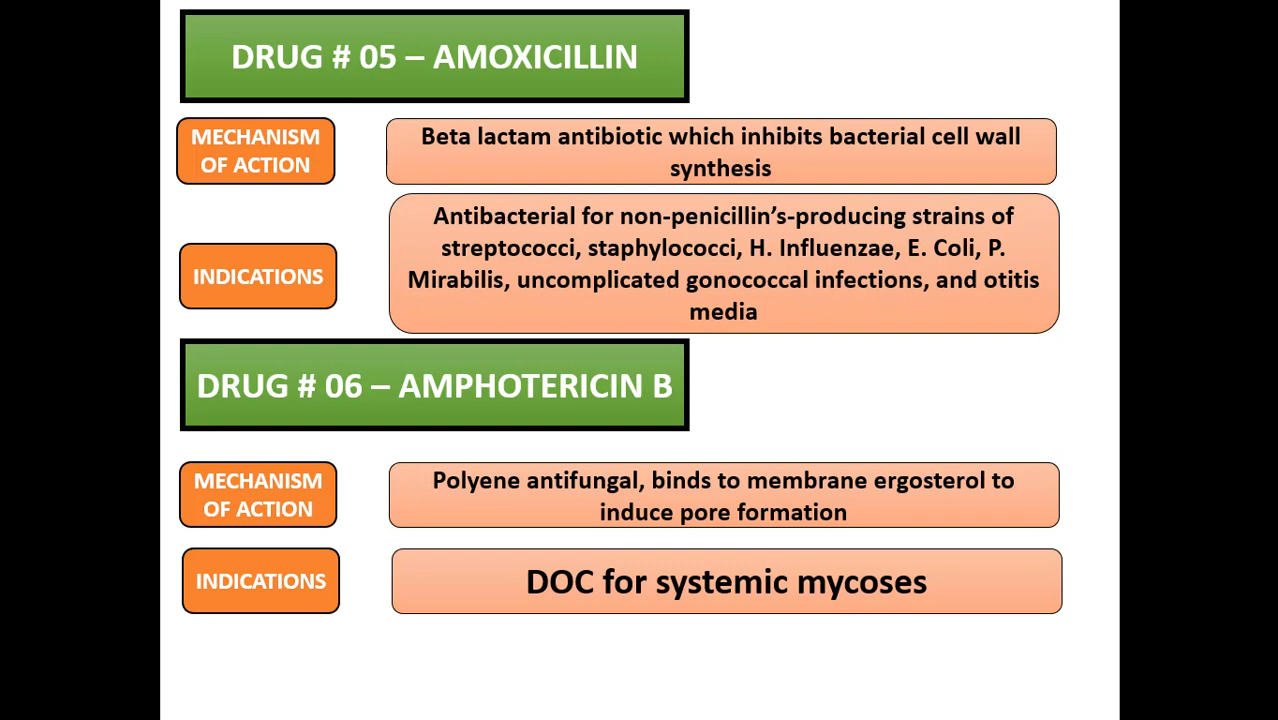 DRUG # 05 – AMOXICILLIN
MECHANISM
OF ACTION
Beta lactam antibiotic which inhibits bacterial cell wall
synthesis
INDICATIONS
Antibacterial for non-penicillin’s-producing strains of
streptococci, staphylococci, H. Influenzae, E. Coli, P.
Mirabilis, uncomplicated gonococcal infections, and otitis
media
DRUG # 06 – AMPHOTERICIN B
MECHANISM
OF ACTION
Polyene antifungal, binds to membrane ergosterol to
induce pore formation
INDICATIONS
DOC for systemic mycoses